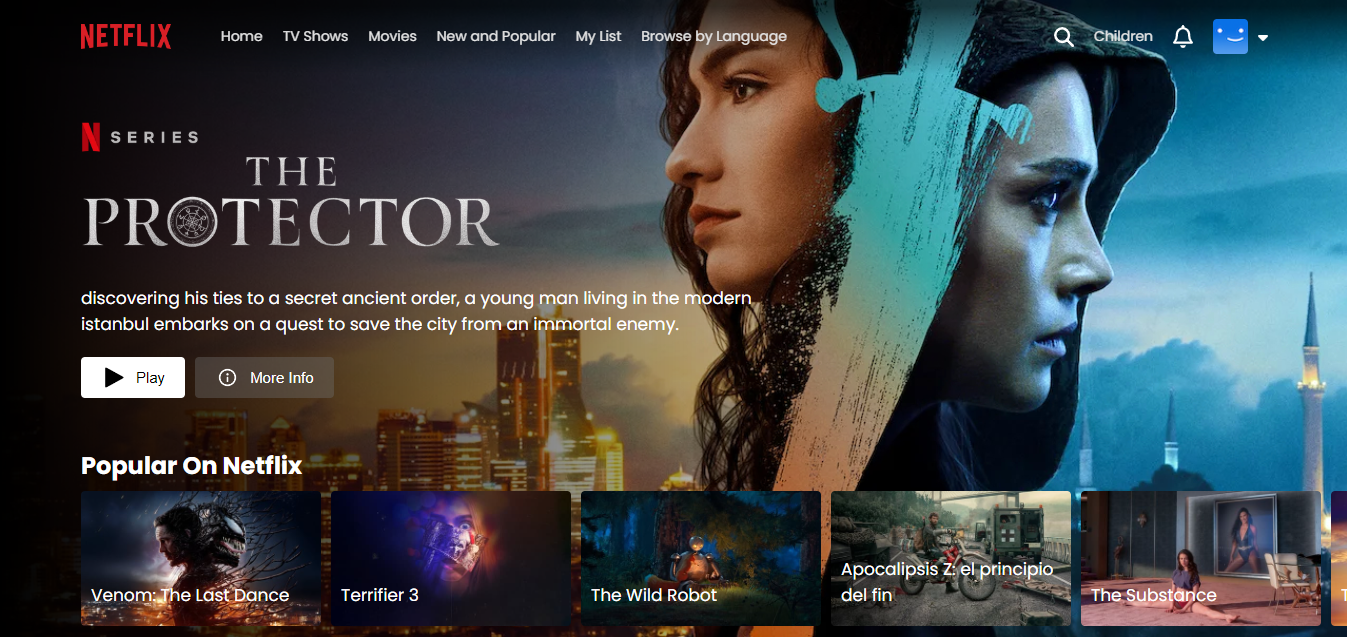 NETFLIX
Home TV Shows Movies New and Popular My List Browse by Language Children
N SERIES
THE
PROTECTOR
discovering his ties to a secret ancient order, a young man living in the modern
istanbul embarks on a quest to save the city from an immortal enemy.
Play More Info
Popular On Netflix
Venom: The Last Dance
Terrifier 3
The Wild Robot
Apocalipsis Z: el principio
del fin
The Substance